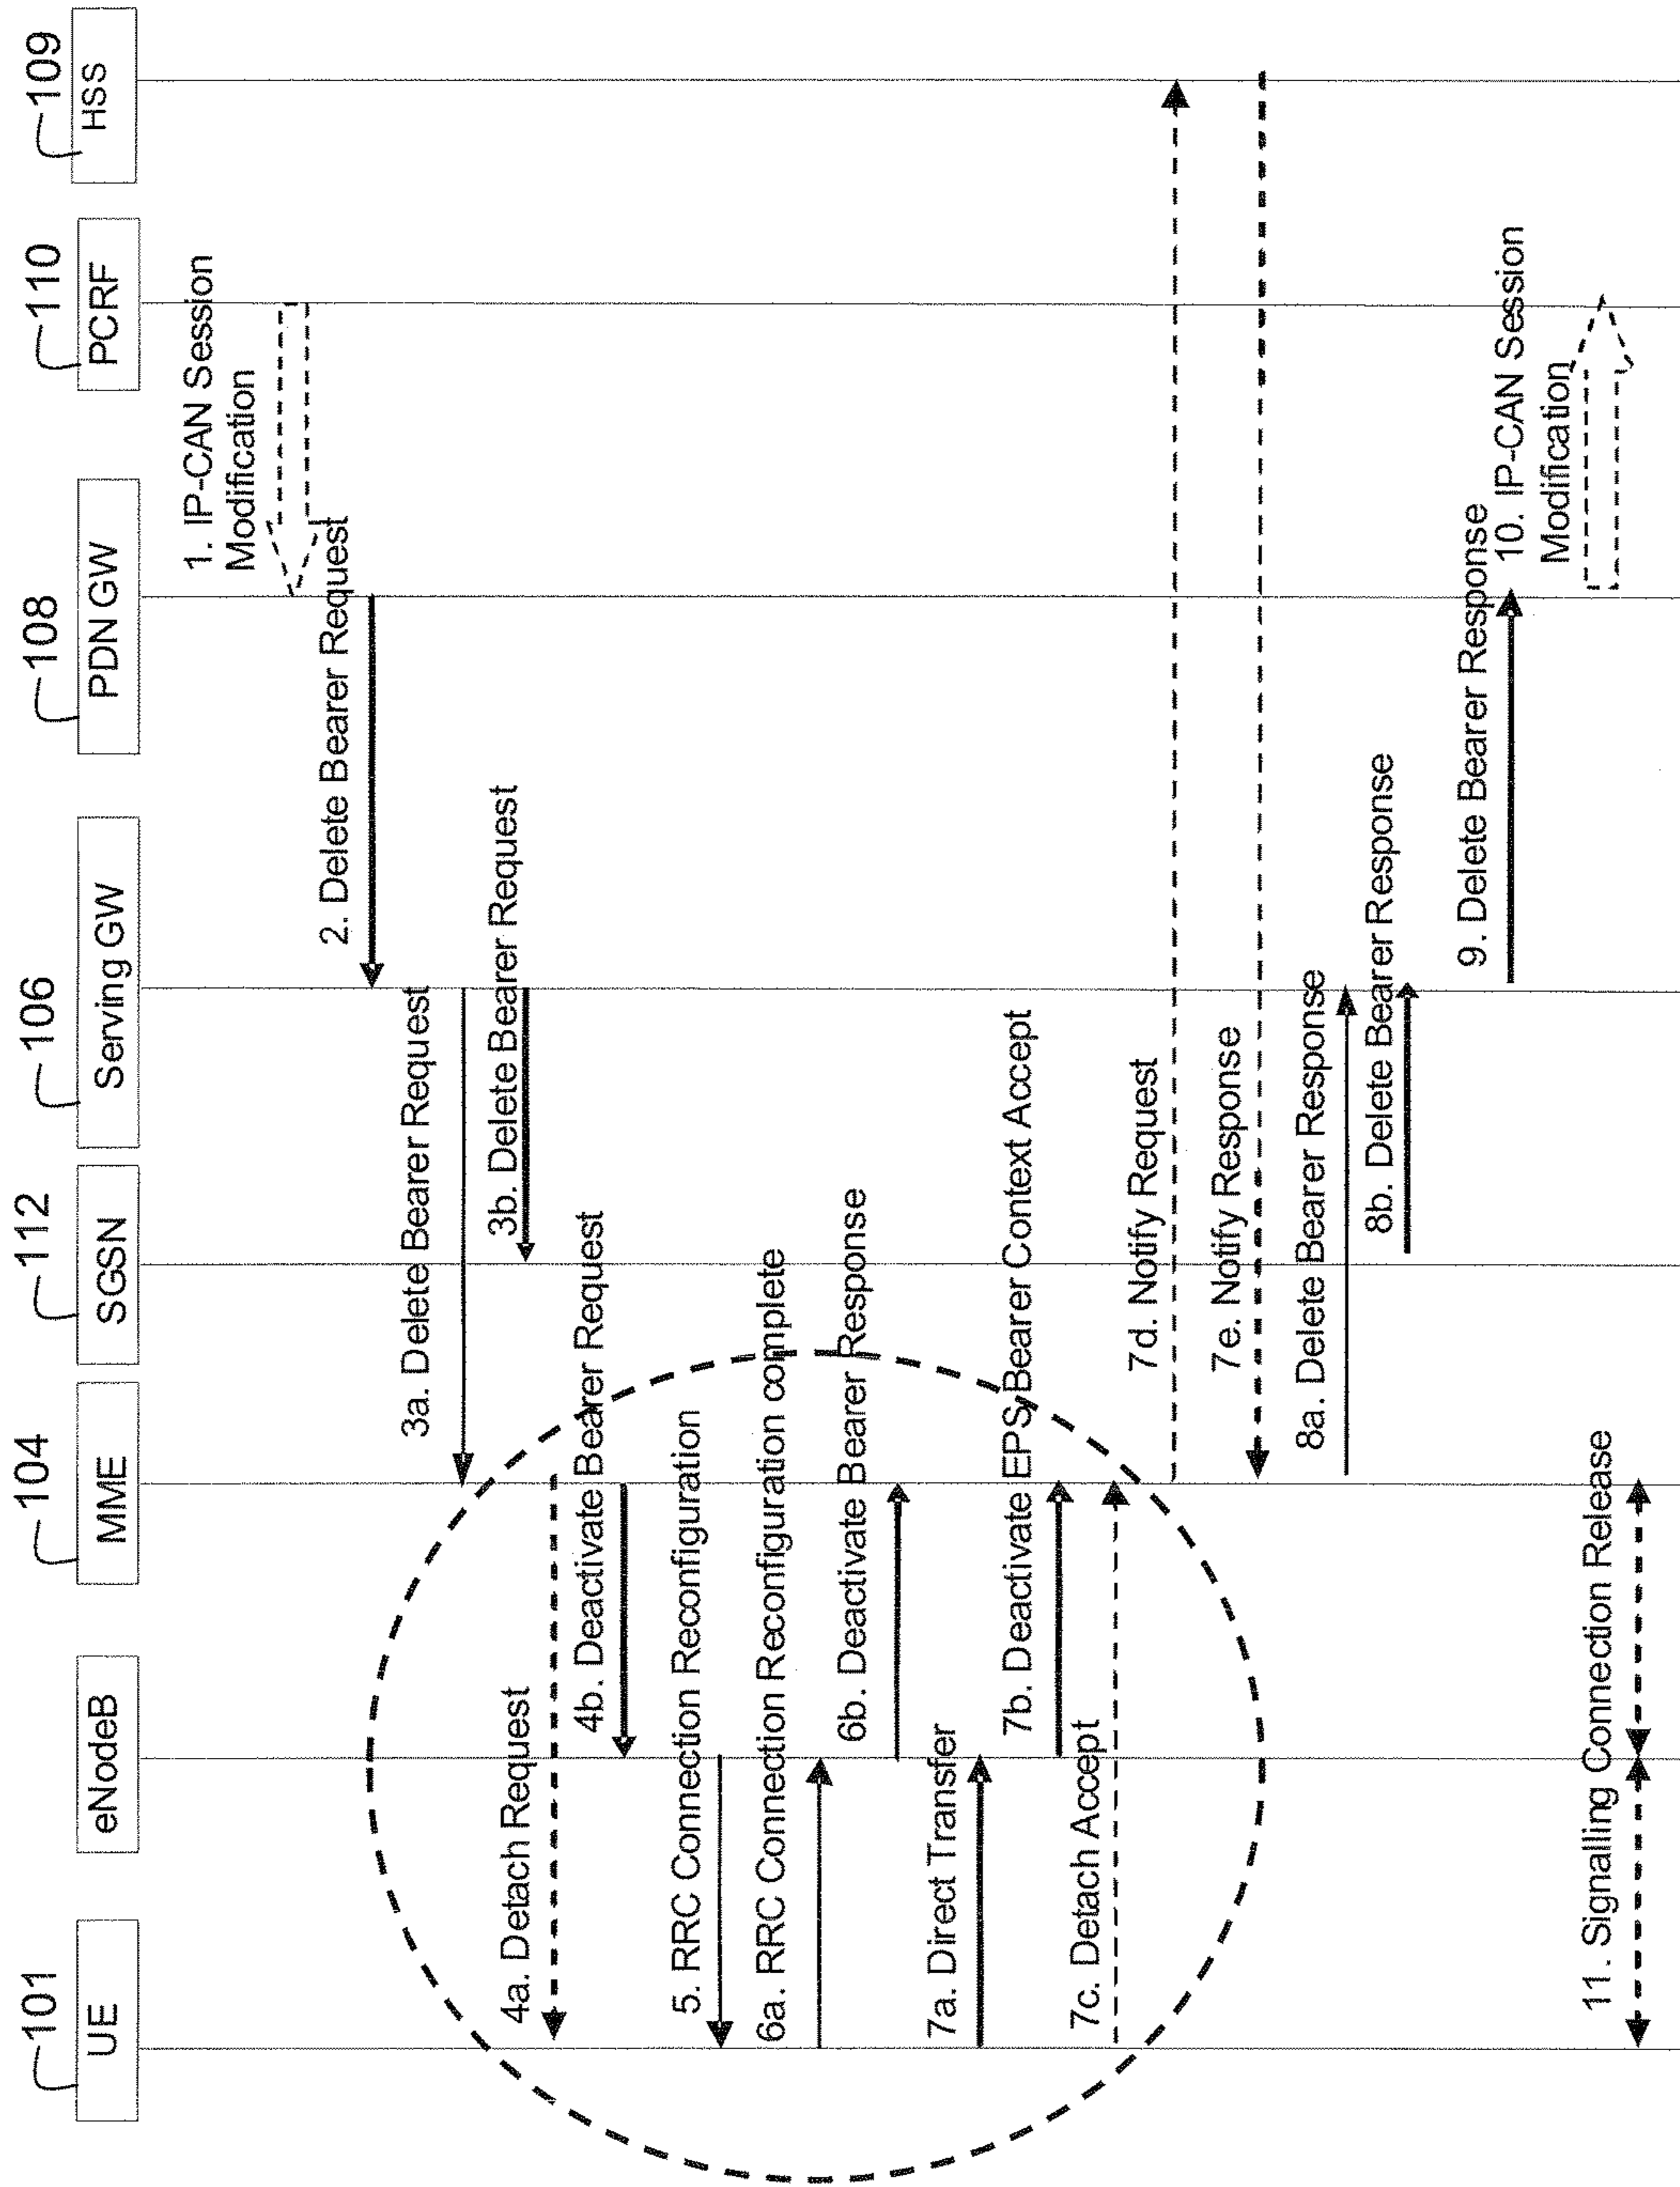 101
104
112
106
108
110
109
UE
eNodeB
MME
SGSN
Serving GW
PDN GW
PCRF
HSS
1. IP-CAN Session
Modification
2. Delete Bearer Request
3a. Delete Bearer Request
3b. Delete Bearer Request
4a. Detach Request
4b. Deactivate Bearer Request
5. RRC Connection Reconfiguration
6a. RRC Connection Reconfiguration complete
6b. Deactivate Bearer Response
7a. Direct Transfer
7b. Deactivate EPS Bearer Context Accept
7c. Detach Accept
7d. Notify Request
7e. Notify Response
8a. Delete Bearer Response
8b. Delete Bearer Response
9. Delete Bearer Response
10. IP-CAN Session
Modification
11. Signalling Connection Release